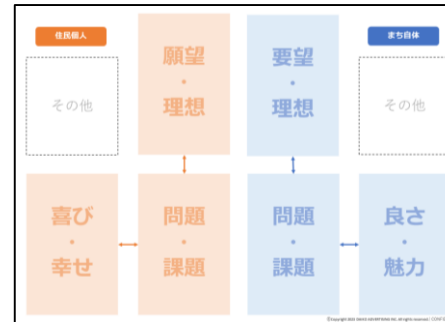 住民個人
願望
・
理想
要望
・
理想
まち自体
その他
その他
喜び
・
幸せ
問題
・
課題
問題
・
課題
良さ
・
魅力